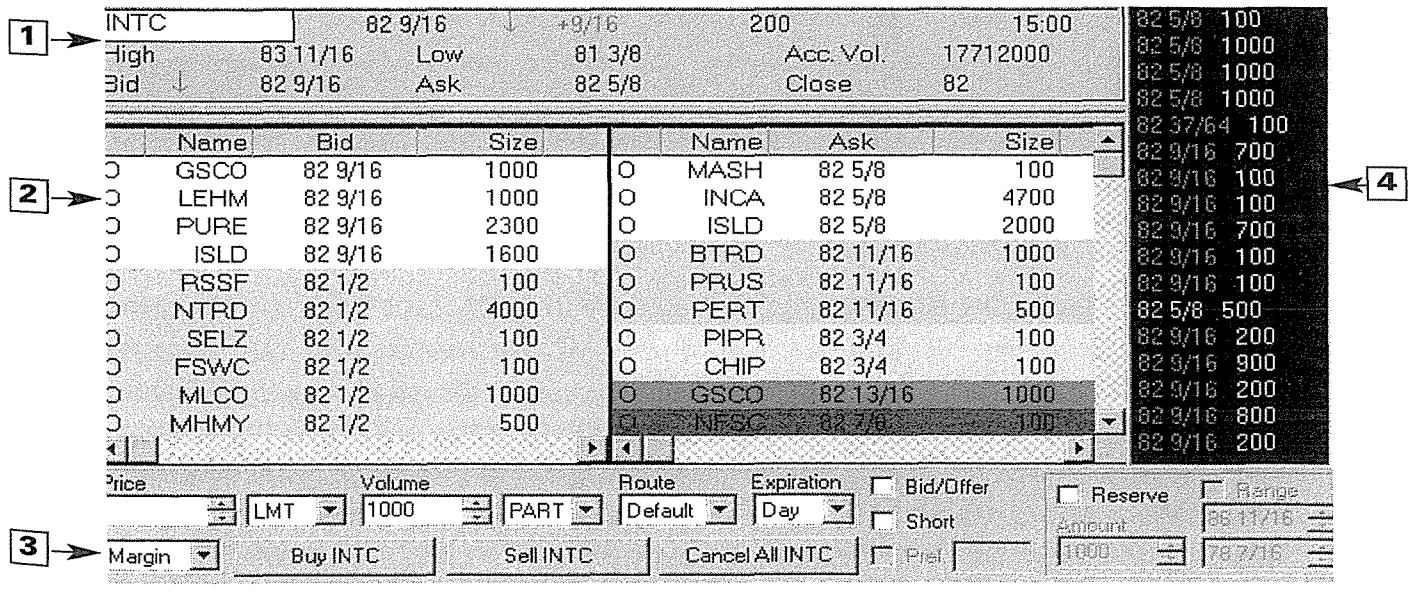 1
INTC 82 9/16 ↓ +9/16 200 15:00
High 83 11/16 Low 81 3/8 Acc. Vol. 17712000
Bid ↓ 82 9/16 Ask 82 5/8 Close 82
2
Name Bid Size Name Ask Size
O GSCO 82 9/16 1000 O MASH 82 5/8 100
O LEHM 82 9/16 1000 O INCA 82 5/8 4700
O PURE 82 9/16 2300 O ISLD 82 5/8 2000
O ISLD 82 9/16 1600 O BTRD 82 11/16 1000
O RSSF 82 1/2 100 O PRUS 82 11/16 100
O NTRD 82 1/2 4000 O PERT 82 11/16 500
O SELZ 82 1/2 100 O PIPR 82 3/4 100
O FSWC 82 1/2 100 O CHIP 82 3/4 100
O MLCO 82 1/2 1000 O GSCO 82 13/16 1000
O MHMY 82 1/2 500 O NFSC 82 7/8 100
82 5/8 100
82 5/8 1000
82 5/8 1000
82 5/8 1000
82 37/64 100
82 9/16 700
82 9/16 100
82 9/16 100
82 9/16 700
82 9/16 100
82 9/16 100
82 5/8 500
82 9/16 200
82 9/16 900
82 9/16 200
82 9/16 800
82 9/16 200
4
Price Volume Route Expiration Bid/Offer Reserve Range
LMT 1000 PART Default Day Short Amount 86 11/16
3
Margin Buy INTC Sell INTC Cancel All INTC Pref 1000 78 7/16